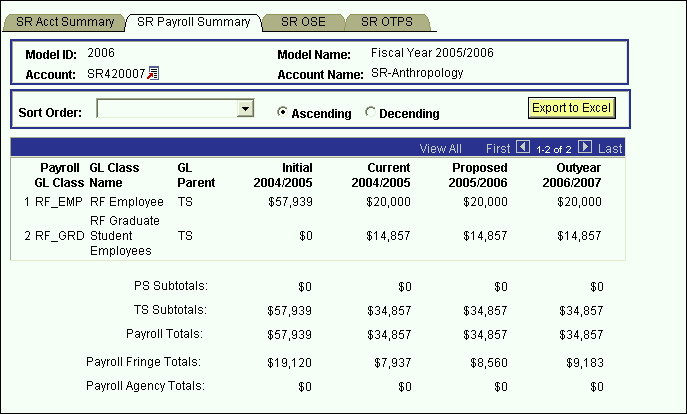 SR Acct Summary SR Payroll Summary SR OSE SR OTPS
Model ID: 2006 Model Name: Fiscal Year 2005/2006
Account: SR420007 Account Name: SR-Anthropology
Sort Order: Ascending Decending Export to Excel
View All First 1-2 of 2 Last
Payroll GL Class GL Initial Current Proposed Outyear
GL Class Name Parent 2004/2005 2004/2005 2005/2006 2006/2007
1 RF_EMP RF Employee TS $57,939 $20,000 $20,000 $20,000
RF Graduate
2 RF_GRD Student TS $0 $14,857 $14,857 $14,857
Employees
PS Subtotals: $0 $0 $0 $0
TS Subtotals: $57,939 $34,857 $34,857 $34,857
Payroll Totals: $57,939 $34,857 $34,857 $34,857
Payroll Fringe Totals: $19,120 $7,937 $8,560 $9,183
Payroll Agency Totals: $0 $0 $0 $0